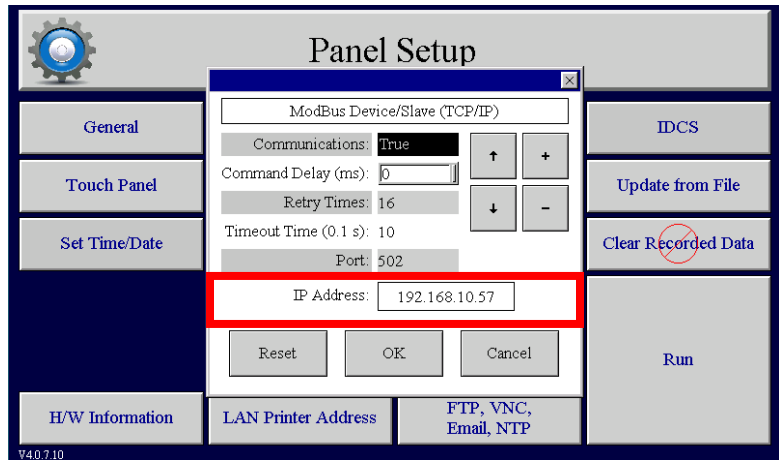 Panel Setup
ModBus Device/Slave (TCP/IP)
General
IDCS
Communications: True
Command Delay (ms): 0
Touch Panel
Update from File
Retry Times: 16
Timeout Time (0.1 s): 10
Set Time/Date
Clear Recorded Data
Port: 502
IP Address: 192.168.10.57
Reset
OK
Cancel
Run
H/W Information
LAN Printer Address
FTP, VNC,
Email, NTP
V4.0.7.10